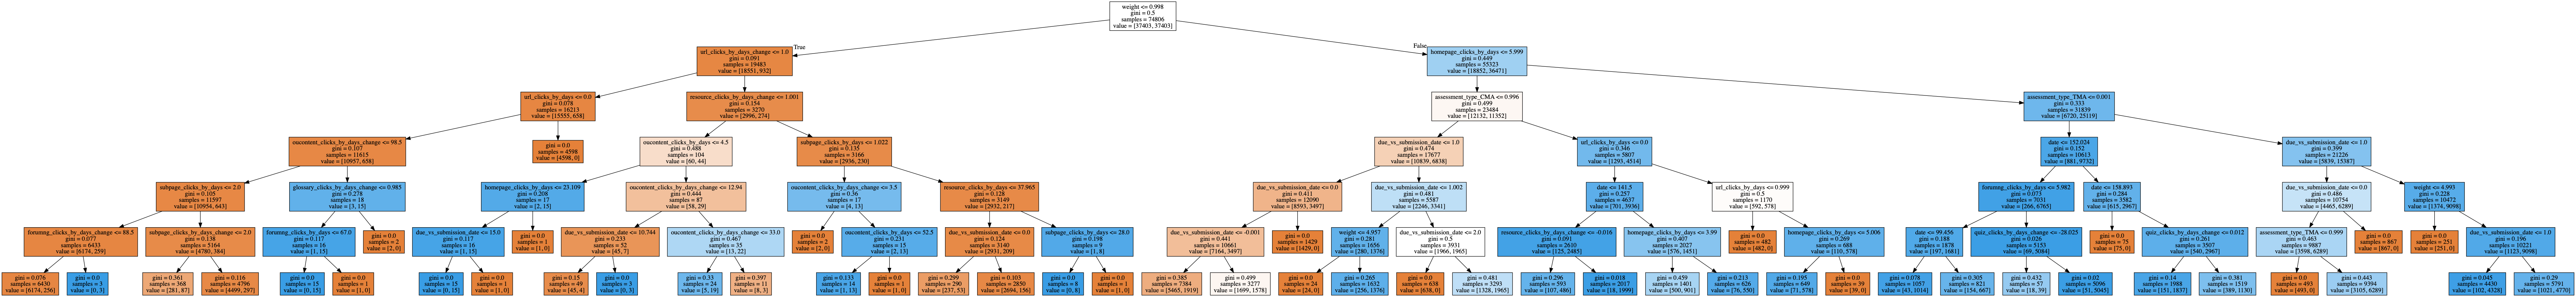 weight <= 0.998
gini = 0.5
samples = 74806
value = [37403, 37403]
True
False
url_clicks_by_days_change <= 1.0
gini = 0.091
samples = 19483
value = [18551, 932]
homepage_clicks_by_days <= 5.999
gini = 0.449
samples = 55323
value = [18852, 36471]
url_clicks_by_days <= 0.0
gini = 0.078
samples = 16213
value = [15555, 658]
resource_clicks_by_days_change <= 1.001
gini = 0.154
samples = 3270
value = [2996, 274]
assessment_type_CMA <= 0.996
gini = 0.499
samples = 23484
value = [12132, 11352]
assessment_type_TMA <= 0.001
gini = 0.333
samples = 31839
value = [6720, 25119]
oucontent_clicks_by_days_change <= 98.5
gini = 0.107
samples = 11615
value = [10957, 658]
gini = 0.0
samples = 4598
value = [4598, 0]
oucontent_clicks_by_days <= 4.5
gini = 0.488
samples = 104
value = [60, 44]
subpage_clicks_by_days <= 1.022
gini = 0.135
samples = 3166
value = [2936, 230]
due_vs_submission_date <= 1.0
gini = 0.474
samples = 17677
value = [10839, 6838]
url_clicks_by_days <= 0.0
gini = 0.346
samples = 5807
value = [1293, 4514]
date <= 152.024
gini = 0.152
samples = 10613
value = [881, 9732]
due_vs_submission_date <= 1.0
gini = 0.399
samples = 21226
value = [5839, 15387]
subpage_clicks_by_days <= 2.0
gini = 0.105
samples = 11597
value = [10954, 643]
glossary_clicks_by_days_change <= 0.985
gini = 0.278
samples = 18
value = [3, 15]
homepage_clicks_by_days <= 23.109
gini = 0.208
samples = 17
value = [2, 15]
oucontent_clicks_by_days_change <= 12.94
gini = 0.444
samples = 87
value = [58, 29]
oucontent_clicks_by_days_change <= 3.5
gini = 0.36
samples = 17
value = [4, 13]
resource_clicks_by_days <= 37.965
gini = 0.128
samples = 3149
value = [2932, 217]
due_vs_submission_date <= 0.0
gini = 0.411
samples = 12090
value = [8593, 3497]
due_vs_submission_date <= 1.002
gini = 0.481
samples = 5587
value = [2246, 3341]
date <= 141.5
gini = 0.257
samples = 4637
value = [701, 3936]
url_clicks_by_days <= 0.999
gini = 0.5
samples = 1170
value = [592, 578]
forumng_clicks_by_days <= 5.982
gini = 0.073
samples = 7031
value = [266, 6765]
date <= 158.893
gini = 0.284
samples = 3582
value = [615, 2967]
due_vs_submission_date <= 0.0
gini = 0.486
samples = 10754
value = [4465, 6289]
weight <= 4.993
gini = 0.228
samples = 10472
value = [1374, 9098]
forumng_clicks_by_days_change <= 88.5
gini = 0.077
samples = 6433
value = [6174, 259]
subpage_clicks_by_days_change <= 2.0
gini = 0.138
samples = 5164
value = [4780, 384]
forumng_clicks_by_days <= 67.0
gini = 0.117
samples = 16
value = [1, 15]
gini = 0.0
samples = 2
value = [2, 0]
due_vs_submission_date <= 15.0
gini = 0.117
samples = 16
value = [1, 15]
gini = 0.0
samples = 1
value = [1, 0]
due_vs_submission_date <= 10.744
gini = 0.233
samples = 52
value = [45, 7]
oucontent_clicks_by_days_change <= 33.0
gini = 0.467
samples = 35
value = [13, 22]
gini = 0.0
samples = 2
value = [2, 0]
oucontent_clicks_by_days <= 52.5
gini = 0.231
samples = 15
value = [2, 13]
due_vs_submission_date <= 0.0
gini = 0.124
samples = 3140
value = [2931, 209]
subpage_clicks_by_days <= 28.0
gini = 0.198
samples = 9
value = [1, 8]
due_vs_submission_date <= -0.001
gini = 0.441
samples = 10661
value = [7164, 3497]
gini = 0.0
samples = 1429
value = [1429, 0]
weight <= 4.957
gini = 0.281
samples = 1656
value = [280, 1376]
due_vs_submission_date <= 2.0
gini = 0.5
samples = 3931
value = [1966, 1965]
resource_clicks_by_days_change <= -0.016
gini = 0.091
samples = 2610
value = [125, 2485]
homepage_clicks_by_days <= 3.99
gini = 0.407
samples = 2027
value = [576, 1451]
gini = 0.0
samples = 482
value = [482, 0]
homepage_clicks_by_days <= 5.006
gini = 0.269
samples = 688
value = [110, 578]
date <= 99.456
gini = 0.188
samples = 1878
value = [197, 1681]
quiz_clicks_by_days_change <= -28.025
gini = 0.026
samples = 5153
value = [69, 5084]
gini = 0.0
samples = 75
value = [75, 0]
quiz_clicks_by_days_change <= 0.012
gini = 0.261
samples = 3507
value = [540, 2967]
assessment_type_TMA <= 0.999
gini = 0.463
samples = 9887
value = [3598, 6289]
gini = 0.0
samples = 867
value = [867, 0]
gini = 0.0
samples = 251
value = [251, 0]
due_vs_submission_date <= 1.0
gini = 0.196
samples = 10221
value = [1123, 9098]
gini = 0.076
samples = 6430
value = [6174, 256]
gini = 0.0
samples = 3
value = [0, 3]
gini = 0.361
samples = 368
value = [281, 87]
gini = 0.116
samples = 4796
value = [4499, 297]
gini = 0.0
samples = 15
value = [0, 15]
gini = 0.0
samples = 1
value = [1, 0]
gini = 0.0
samples = 15
value = [0, 15]
gini = 0.0
samples = 1
value = [1, 0]
gini = 0.15
samples = 49
value = [45, 4]
gini = 0.0
samples = 3
value = [0, 3]
gini = 0.33
samples = 24
value = [5, 19]
gini = 0.397
samples = 11
value = [8, 3]
gini = 0.133
samples = 14
value = [1, 13]
gini = 0.0
samples = 1
value = [1, 0]
gini = 0.299
samples = 290
value = [237, 53]
gini = 0.103
samples = 2850
value = [2694, 156]
gini = 0.0
samples = 8
value = [0, 8]
gini = 0.0
samples = 1
value = [1, 0]
gini = 0.385
samples = 7384
value = [5465, 1919]
gini = 0.499
samples = 3277
value = [1699, 1578]
gini = 0.0
samples = 24
value = [24, 0]
gini = 0.265
samples = 1632
value = [256, 1376]
gini = 0.0
samples = 638
value = [638, 0]
gini = 0.481
samples = 3293
value = [1328, 1965]
gini = 0.296
samples = 593
value = [107, 486]
gini = 0.018
samples = 2017
value = [18, 1999]
gini = 0.459
samples = 1401
value = [500, 901]
gini = 0.213
samples = 626
value = [76, 550]
gini = 0.195
samples = 649
value = [71, 578]
gini = 0.0
samples = 39
value = [39, 0]
gini = 0.078
samples = 1057
value = [43, 1014]
gini = 0.305
samples = 821
value = [154, 667]
gini = 0.432
samples = 57
value = [18, 39]
gini = 0.02
samples = 5096
value = [51, 5045]
gini = 0.14
samples = 1988
value = [151, 1837]
gini = 0.381
samples = 1519
value = [389, 1130]
gini = 0.0
samples = 493
value = [493, 0]
gini = 0.443
samples = 9394
value = [3105, 6289]
gini = 0.045
samples = 4430
value = [102, 4328]
gini = 0.29
samples = 5791
value = [1021, 4770]